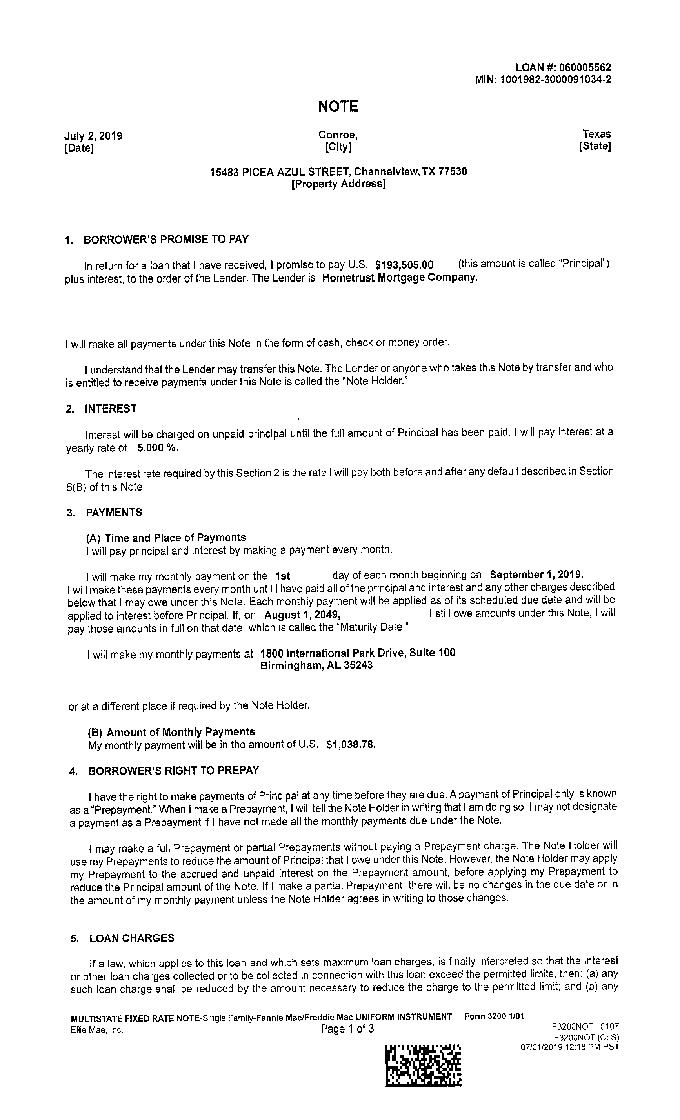 LOAN #: 060005562
MIN: 1001982-3000091034-2
NOTE
July 2, 2019 Conroe, Texas
[Date] [City] [State]
15483 PICEA AZUL STREET, Channelview, TX 77530
[Property Address]
1. BORROWER'S PROMISE TO PAY
In return for a loan that I have received, I promise to pay U.S. $193,505.00 (this amount is called "Principal")
plus interest, to the order of the Lender. The Lender is Hometrust Mortgage Company.
I will make all payments under this Note in the form of cash, check or money order.
I understand that the Lender may transfer this Note. The Lender or anyone who takes this Note by transfer and who
is entitled to receive payments under this Note is called the "Note Holder."
2. INTEREST
Interest will be charged on unpaid principal until the full amount of Principal has been paid. I will pay interest at a
yearly rate of 5.000 %.
The interest rate required by this Section 2 is the rate I will pay both before and after any default described in Section
6(B) of this Note
3. PAYMENTS
(A) Time and Place of Payments
I will pay principal and interest by making a payment every month.
I will make my monthly payment on the 1st day of each month beginning on September 1, 2019.
I will make these payments every month until I have paid all of the principal and interest and any other charges described
below that I may owe under this Note. Each monthly payment will be applied as of its scheduled due date and will be
applied to interest before Principal. If, on August 1, 2049, I still owe amounts under this Note, I will
pay those amounts in full on that date, which is called the "Maturity Date."
I will make my monthly payments at 1800 International Park Drive, Suite 100
Birmingham, AL 35243
or at a different place if required by the Note Holder.
(B) Amount of Monthly Payments
My monthly payment will be in the amount of U.S. $1,038.78.
4. BORROWER'S RIGHT TO PREPAY
I have the right to make payments of Principal at any time before they are due. A payment of Principal only is known
as a "Prepayment." When I make a Prepayment, I will tell the Note Holder in writing that I am doing so. I may not designate
a payment as a Prepayment if I have not made all the monthly payments due under the Note.
I may make a full Prepayment or partial Prepayments without paying a Prepayment charge. The Note Holder will
use my Prepayments to reduce the amount of Principal that I owe under this Note. However, the Note Holder may apply
my Prepayment to the accrued and unpaid interest on the Prepayment amount, before applying my Prepayment to
reduce the Principal amount of the Note. If I make a partial Prepayment, there will be no changes in the due date or in
the amount of my monthly payment unless the Note Holder agrees in writing to those changes.
5. LOAN CHARGES
If a law, which applies to this loan and which sets maximum loan charges, is finally interpreted so that the interest
or other loan charges collected or to be collected in connection with this loan exceed the permitted limits, then: (a) any
such loan charge shall be reduced by the amount necessary to reduce the charge to the permitted limit; and (b) any
MULTISTATE FIXED RATE NOTE-Single Family-Fannie Mae/Freddie Mac UNIFORM INSTRUMENT Form 3200 1/01
Ellie Mae, Inc. Page 1 of 3 F3200NOT 0107
F3200NOT (CLS)
07/01/2019 12:18 PM PST